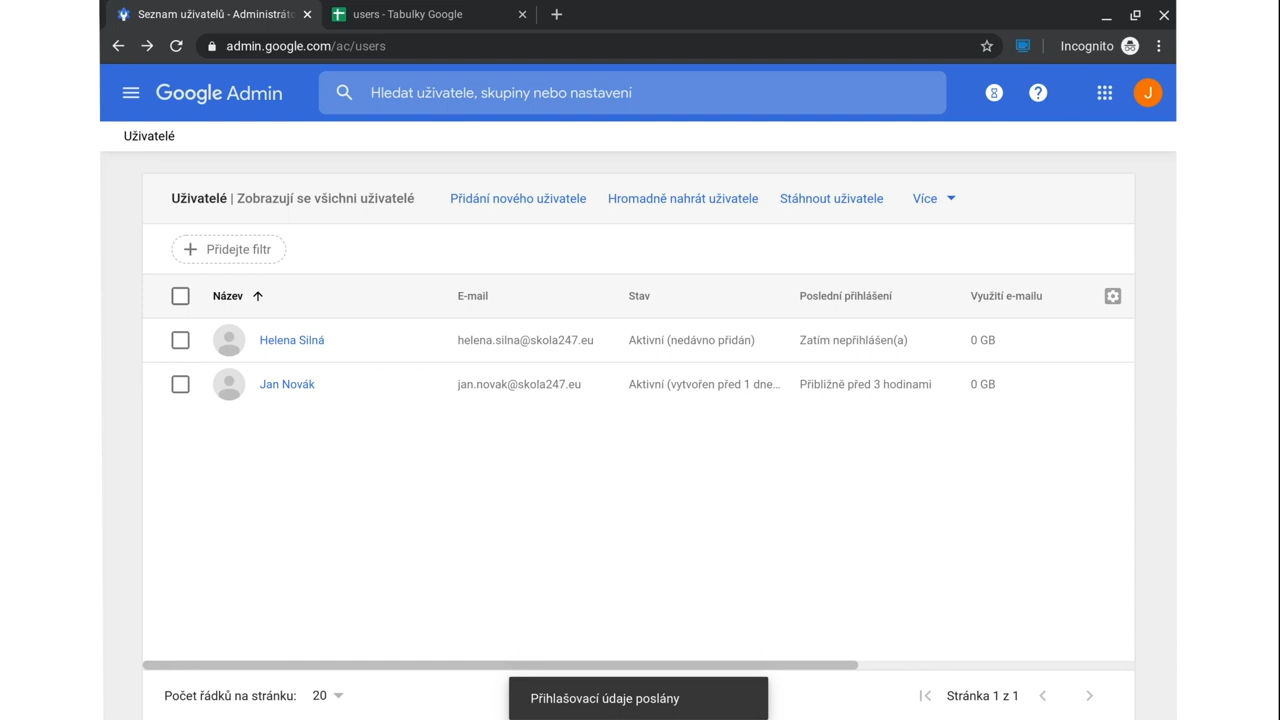 Seznam uživatelů - Administráto
users - Tabulky Google
admin.google.com/ac/users
Incognito
Google Admin
Hledat uživatele, skupiny nebo nastavení
8
?
J
Uživatelé
Uživatelé | Zobrazují se všichni uživatelé
Přidání nového uživatele
Hromadně nahrát uživatele
Stáhnout uživatele
Více
Přidejte filtr
Název E-mail Stav Poslední přihlášení Využití e-mailu
Helena Silná helena.silna@skola247.eu Aktivní (nedávno přidán) Zatím nepřihlášen(a) 0 GB
Jan Novák jan.novak@skola247.eu Aktivní (vytvořen před 1 dne... Přibližně před 3 hodinami 0 GB
Počet řádků na stránku: 20
Přihlašovací údaje poslány
Stránka 1 z 1